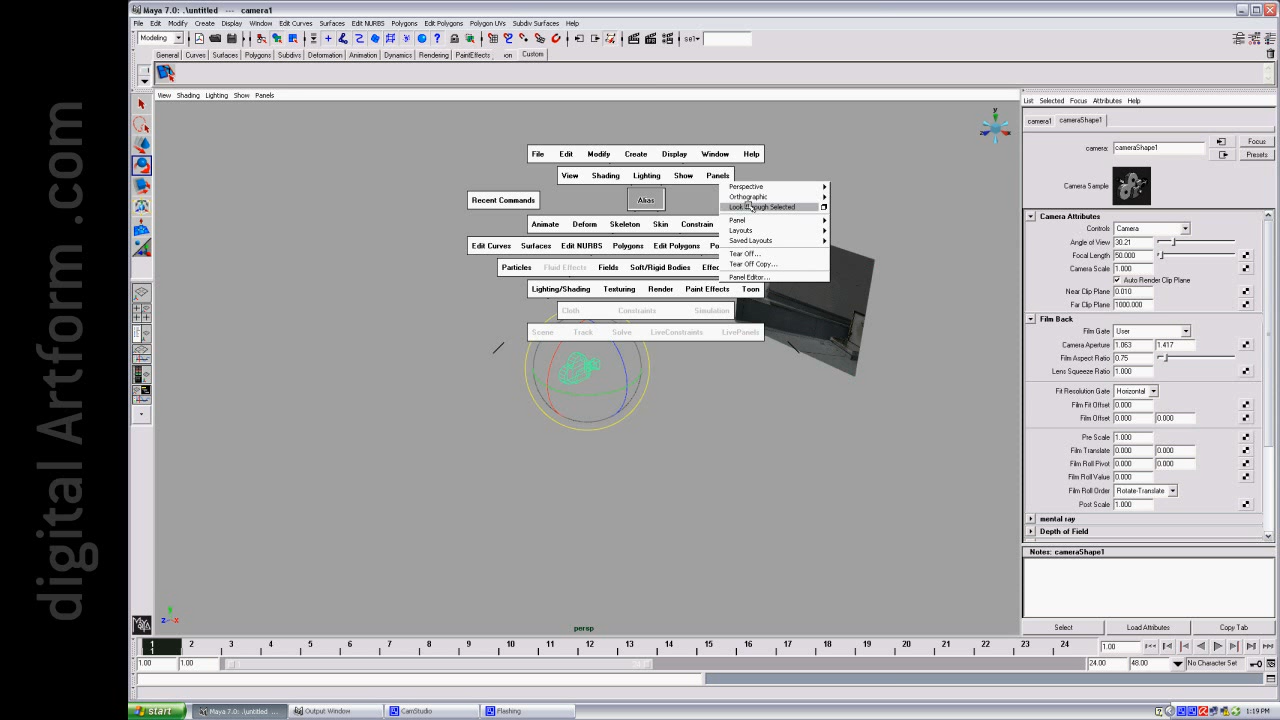 digital Artform .com
Maya 7.0: .\untitled --- camera1
File Edit Modify Create Display Window Edit Curves Surfaces Edit NURBS Polygons Edit Polygons Polygon UVs Subdiv Surfaces Help
Modeling
sel
General Curves Surfaces Polygons Subdivs Deformation Animation Dynamics Rendering PaintEffects ion Custom
View Shading Lighting Show Panels
List Selected Focus Attributes Help
camera1 cameraShape1
camera: cameraShape1
Focus
Presets
Camera Sample
Camera Attributes
Controls Camera
Angle of View 30.21
Focal Length 50.000
Camera Scale 1.000
Auto Render Clip Plane
Near Clip Plane 0.010
Far Clip Plane 1000.000
Film Back
Film Gate User
Camera Aperture 1.063 1.417
Film Aspect Ratio 0.75
Lens Squeeze Ratio 1.000
Fit Resolution Gate Horizontal
Film Fit Offset 0.000
Film Offset 0.000 0.000
Pre Scale 1.000
Film Translate 0.000 0.000
Film Roll Pivot 0.000 0.000
Film Roll Value 0.000
Film Roll Order Rotate-Translate
Post Scale 1.000
mental ray
Depth of Field
Notes: cameraShape1
Select Load Attributes Copy Tab
File Edit Modify Create Display Window Help
View Shading Lighting Show Panels
Recent Commands Alias
Animate Deform Skeleton Skin Constrain
Edit Curves Surfaces Edit NURBS Polygons Edit Polygons Po
Particles Fluid Effects Fields Soft/Rigid Bodies Effec
Lighting/Shading Texturing Render Paint Effects Toon
Cloth Constraints Simulation
Scene Track Solve LiveConstraints LivePanels
Perspective
Orthographic
Look Through Selected
Panel
Layouts
Saved Layouts
Tear Off...
Tear Off Copy...
Panel Editor...
y
z
z x
persp
MAYA
1 2 3 4 5 6 7 8 9 10 11 12 13 14 15 16 17 18 19 20 21 22 23 24
1
1.00
1.00 1.00 24 24.00 48.00 No Character Set
start Maya 7.0: .\untitled ... Output Window CamStudio Flashing 1:19 PM